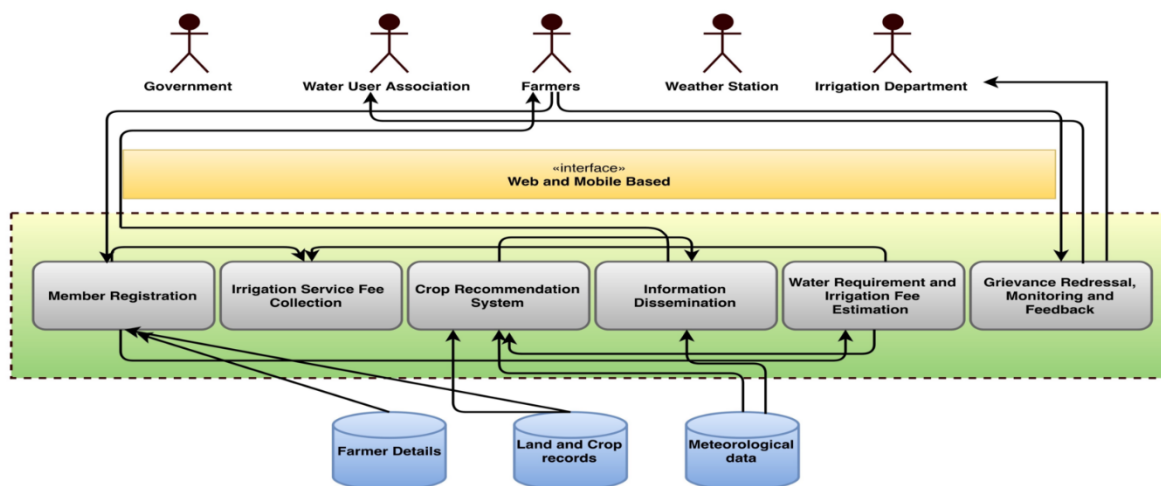 Government
Water User Association
Farmers
Weather Station
Irrigation Department
«interface»
Web and Mobile Based
Member Registration
Irrigation Service Fee
Collection
Crop Recommendation
System
Information
Dissemination
Water Requirement and
Irrigation Fee
Estimation
Grievance Redressal,
Monitoring and
Feedback
Farmer Details
Land and Crop
records
Meteorological
data